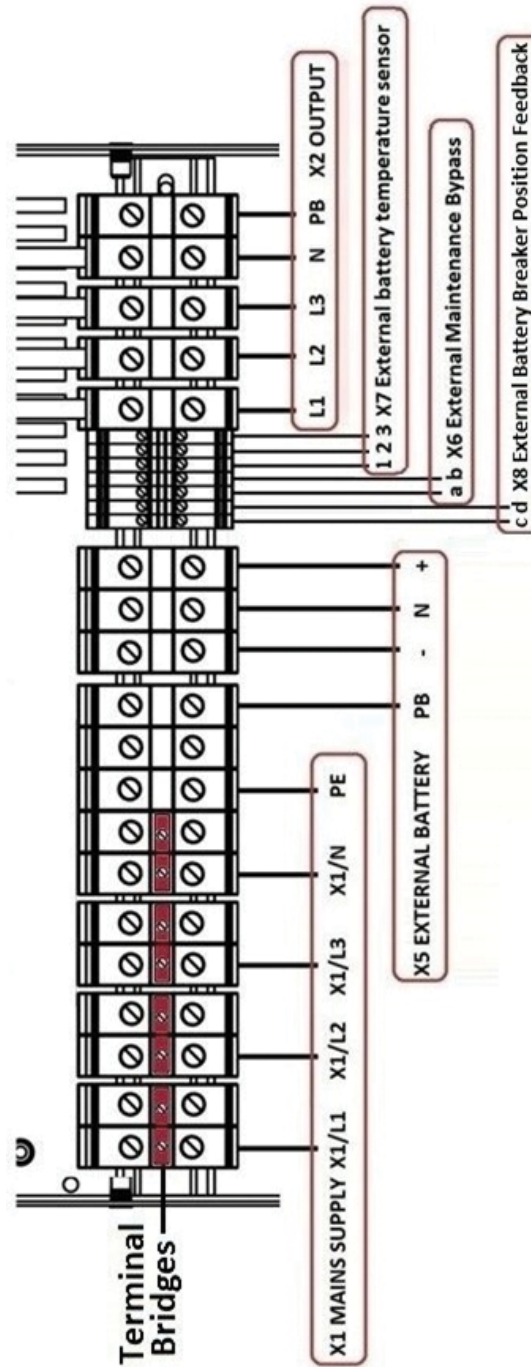 Terminal
Bridges
X1 MAINS SUPPLY X1/L1 X1/L2 X1/L3 X1/N PE
X5 EXTERNAL BATTERY PB - N +
L1 L2 L3 N PB X2 OUTPUT
1 2 3 X7 External battery temperature sensor
a b X6 External Maintenance Bypass
c d X8 External Battery Breaker Position Feedback